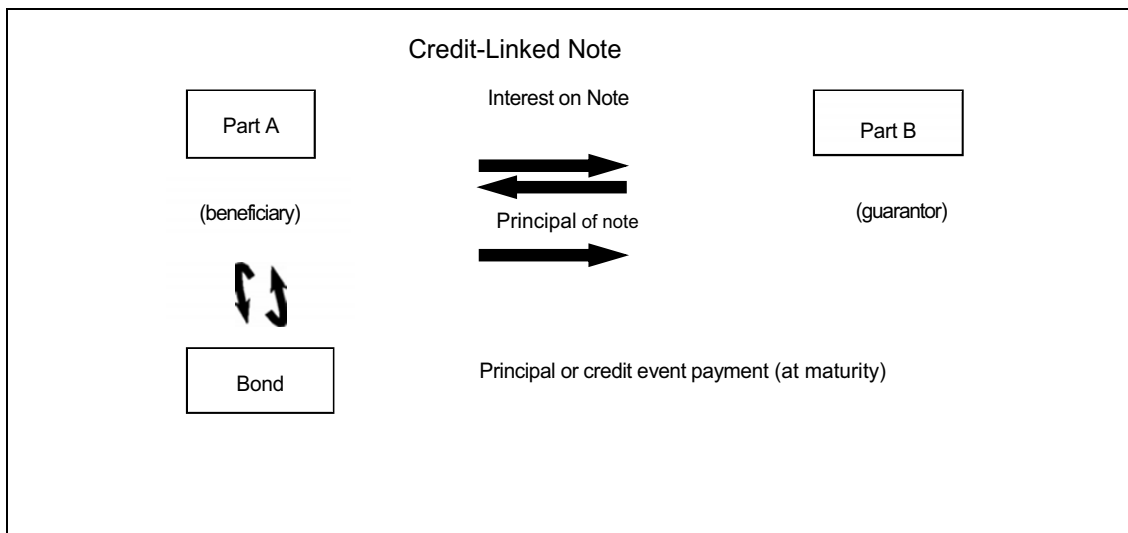 Credit-Linked Note
Interest on Note
Part A
Part B
(beneficiary)
(guarantor)
Principal of note
Bond
Principal or credit event payment (at maturity)